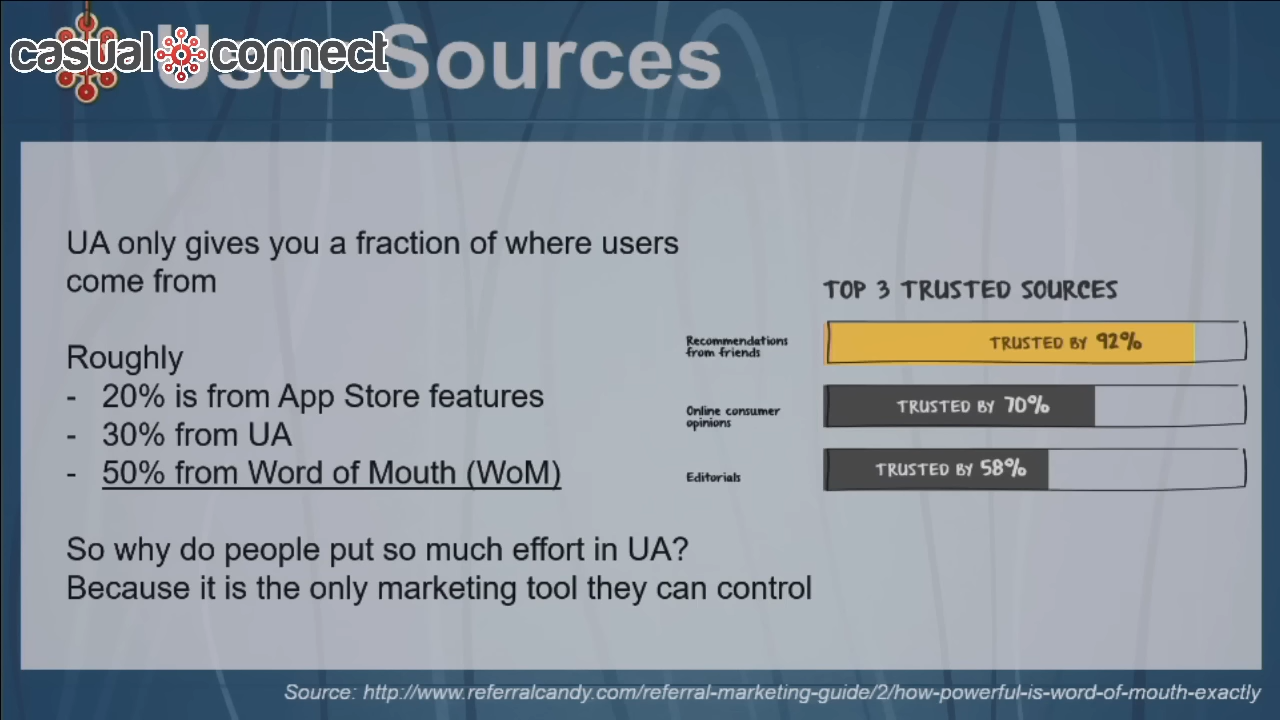 casual connect
User Sources
UA only gives you a fraction of where users
come from
Roughly
- 20% is from App Store features
- 30% from UA
- 50% from Word of Mouth (WoM)
So why do people put so much effort in UA?
Because it is the only marketing tool they can control
TOP 3 TRUSTED SOURCES
Recommendations
from friends
TRUSTED BY 92%
Online consumer
opinions
TRUSTED BY 70%
Editorials
TRUSTED BY 58%
Source: http://www.referralcandy.com/referral-marketing-guide/2/how-powerful-is-word-of-mouth-exactly